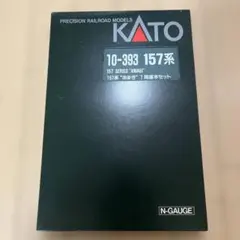 PRECISION RAILROAD MODELS
KATO
10-393 157系
157 SERIES "AMAGI"
157系 "あまぎ" 7両基本セット
N-GAUGE